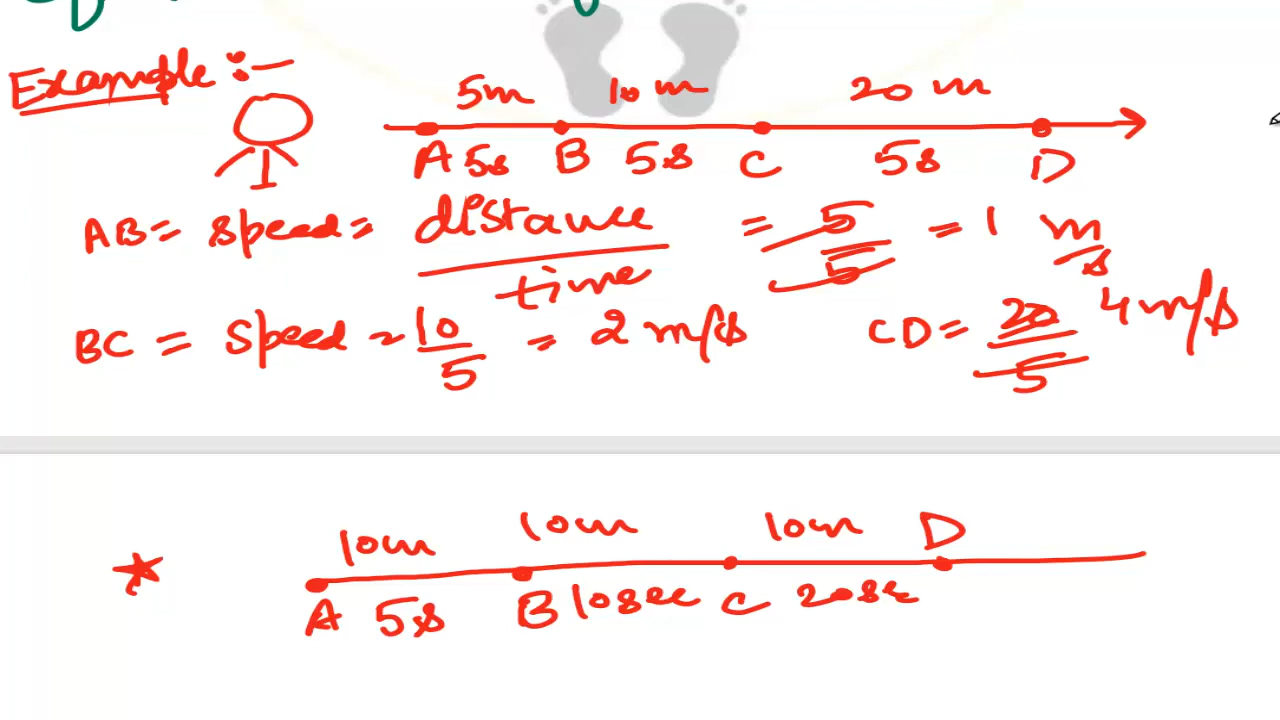 Example :-
5m 10m 20m
A 5s B 5s C 5s D
AB = Speed = distance / time = 5/5 = 1 m/s
BC = Speed = 10/5 = 2 m/s CD = 20/5 4m/s
10m 10m 10m D
A 5s B 10sec C 20sec